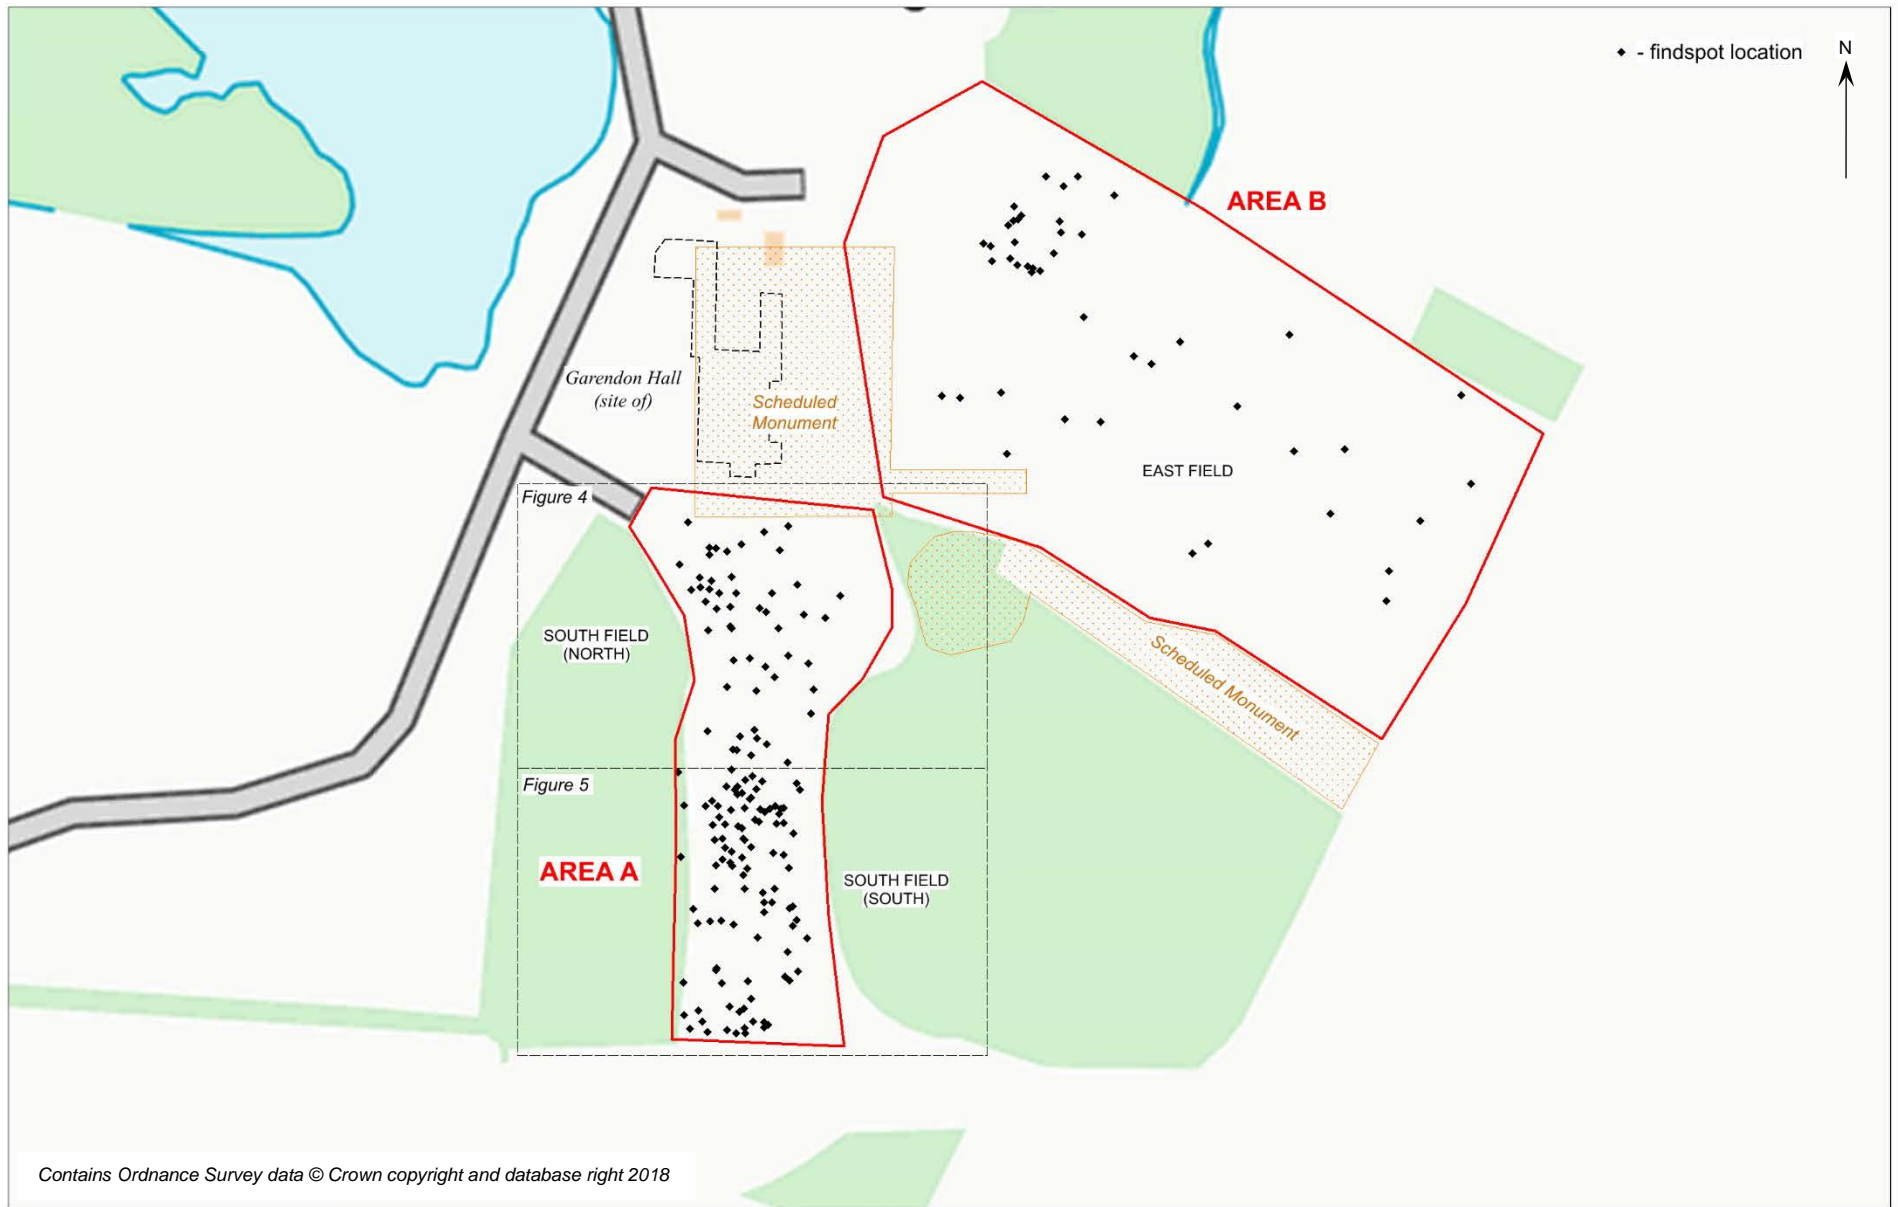 - findspot location
N
AREA B
Garendon Hall
(site of)
Scheduled
Monument
EAST FIELD
Figure 4
SOUTH FIELD
(NORTH)
Scheduled Monument
Figure 5
AREA A
SOUTH FIELD
(SOUTH)
Contains Ordnance Survey data © Crown copyright and database right 2018